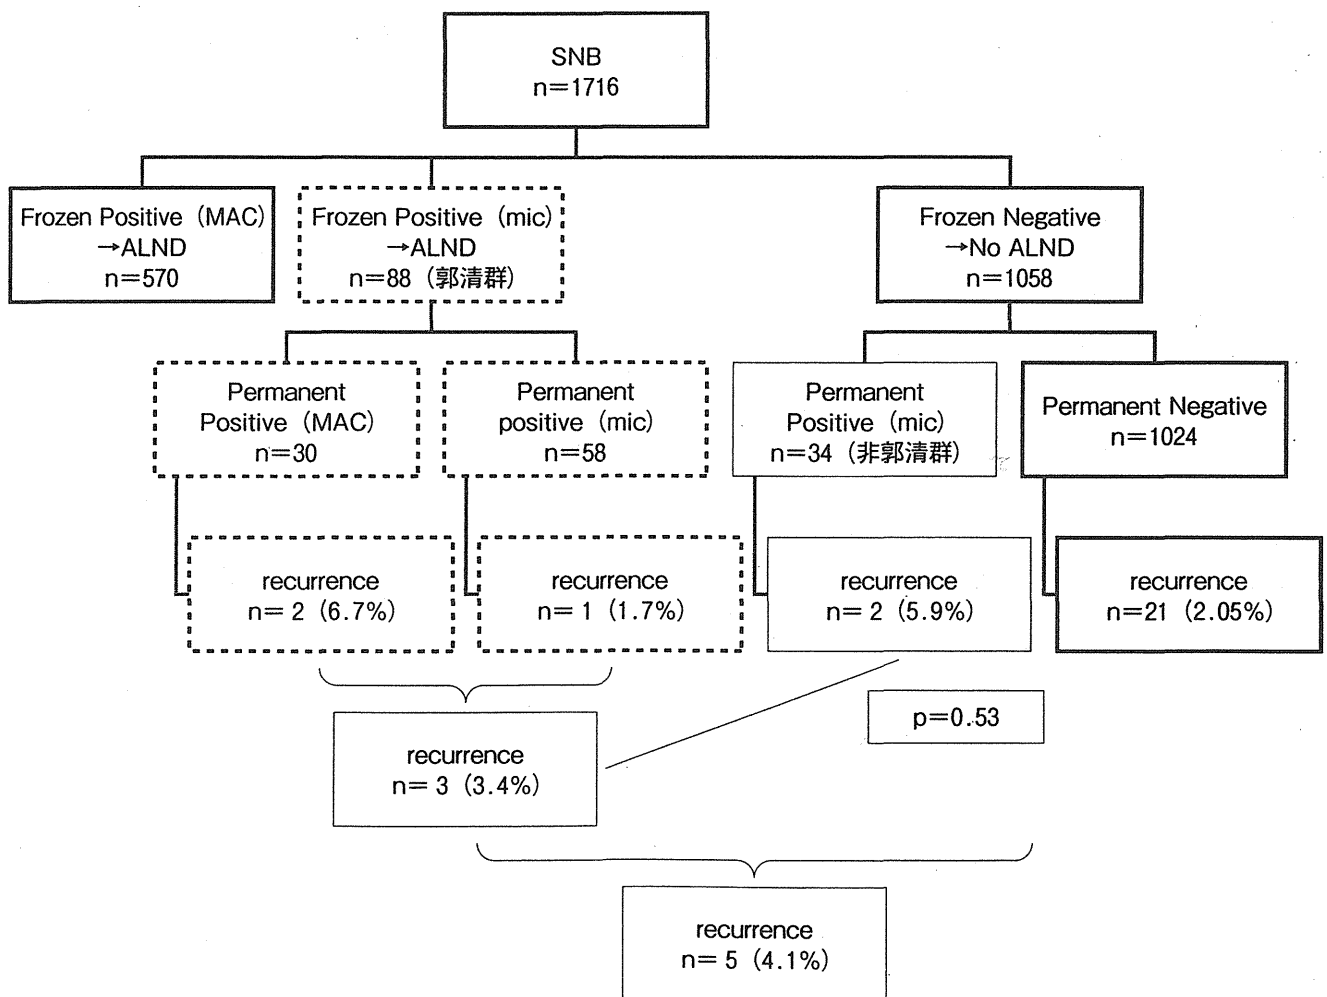 SNB
n=1716
Frozen Positive (MAC)
→ALND
n=570
Frozen Positive (mic)
→ALND
n=88 (郭清群)
Frozen Negative
→No ALND
n=1058
Permanent
Positive (MAC)
n=30
Permanent
positive (mic)
n=58
Permanent
Positive (mic)
n=34 (非郭清群)
Permanent Negative
n=1024
recurrence
n=2 (6.7%)
recurrence
n=1 (1.7%)
recurrence
n=2 (5.9%)
recurrence
n=21 (2.05%)
p=0.53
recurrence
n=3 (3.4%)
recurrence
n=5 (4.1%)